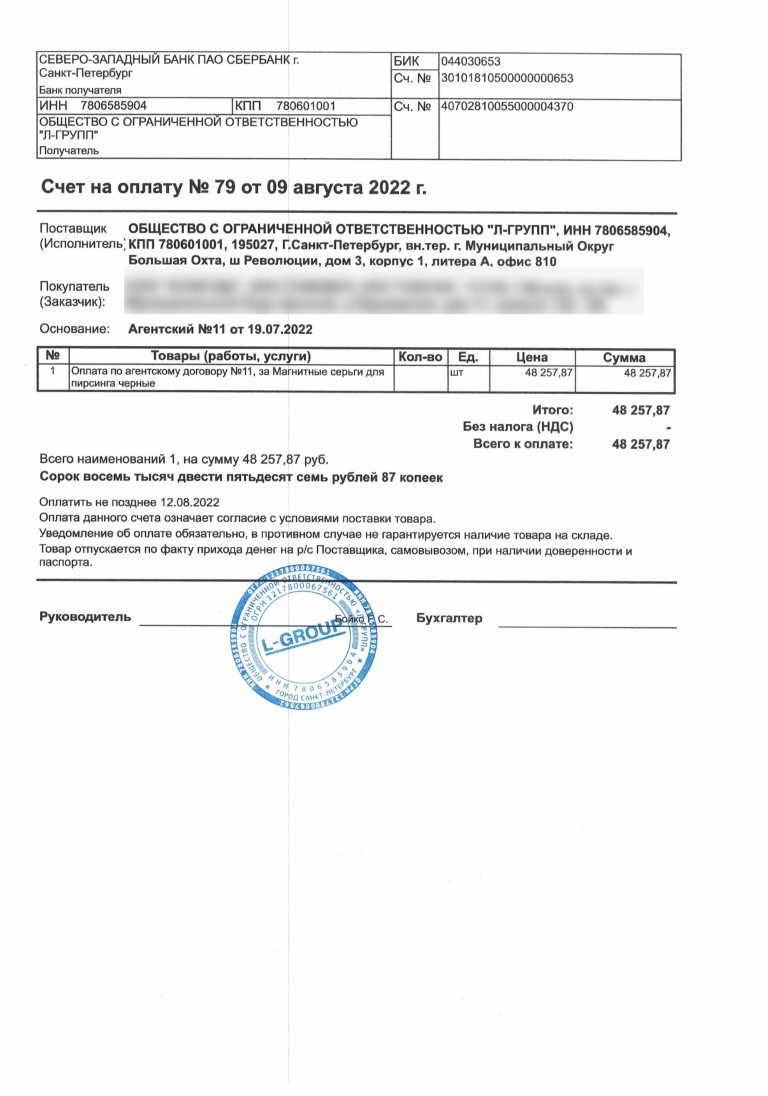 СЕВЕРО-ЗАПАДНЫЙ БАНК ПАО СБЕРБАНК г.
Санкт-Петербург
Банк получателя
БИК 044030653
Сч. № 30101810500000000653
ИНН 7806585904 КПП 780601001
Сч. № 40702810055000004370
ОБЩЕСТВО С ОГРАНИЧЕННОЙ ОТВЕТСТВЕННОСТЬЮ
"Л-ГРУПП"
Получатель
Счет на оплату № 79 от 09 августа 2022 г.
Поставщик
(Исполнитель)
ОБЩЕСТВО С ОГРАНИЧЕННОЙ ОТВЕТСТВЕННОСТЬЮ "Л-ГРУПП", ИНН 7806585904,
КПП 780601001, 195027, Г.Санкт-Петербург, вн.тер. г. Муниципальный Округ
Большая Охта, ш Революции, дом 3, корпус 1, литера А, офис 810
Покупатель
(Заказчик):
Основание: Агентский №11 от 19.07.2022
№ Товары (работы, услуги) Кол-во Ед. Цена Сумма
1 Оплата по агентскому договору №11, за Магнитные серьги для шт 48 257,87 48 257,87
пирсинга черные
Итого: 48 257,87
Без налога (НДС) -
Всего к оплате: 48 257,87
Всего наименований 1, на сумму 48 257,87 руб.
Сорок восемь тысяч двести пятьдесят семь рублей 87 копеек
Оплатить не позднее 12.08.2022
Оплата данного счета означает согласие с условиями поставки товара.
Уведомление об оплате обязательно, в противном случае не гарантируется наличие товара на складе.
Товар отпускается по факту прихода денег на р/с Поставщика, самовывозом, при наличии доверенности и
паспорта.
Руководитель Бойко С. Бухгалтер
ОБЩЕСТВО С ОГРАНИЧЕННОЙ ОТВЕТСТВЕННОСТЬЮ «Л-ГРУПП»
ОГРН 1217800067561
L-GROUP
ИНН 7806585904
ГОРОД САНКТ-ПЕТЕРБУРГ